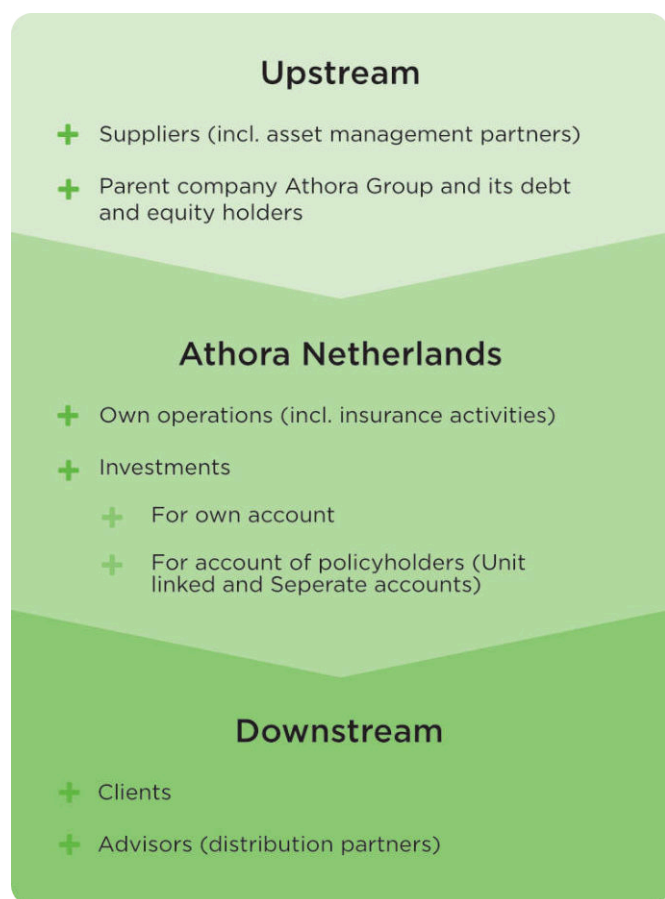 Upstream
Suppliers (incl. asset management partners)
Parent company Athora Group and its debt
and equity holders
Athora Netherlands
Own operations (incl. insurance activities)
Investments
For own account
For account of policyholders (Unit
linked and Seperate accounts)
Downstream
Clients
Advisors (distribution partners)